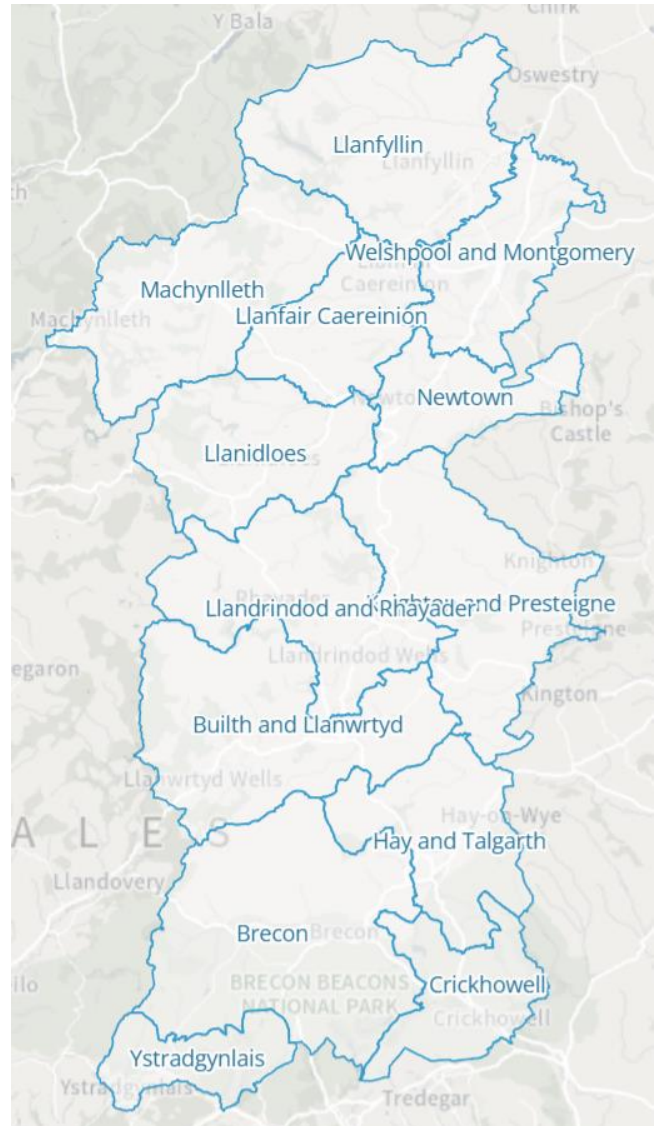 Y Bala
Chirk
Oswestry
Llanfyllin
Llanfyllin
Welshpool and Montgomery
Caereinion
Machynlleth
Llanfair Caereinion
Machynlleth
Newtown
Bishop's
Castle
Llanidloes
Knighton
Rhayader
Llandrindod and Rhayader
Knighton and Presteigne
Presteigne
Llandrindod Wells
egaron
Kington
Builth and Llanwrtyd
Llanwrtyd Wells
Hay-on-Wye
ALES
Hay and Talgarth
Llandovery
Brecon
Brecon
BRECON BEACONS
NATIONAL PARK
ilo
Crickhowell
Crickhowell
Ystradgynlais
Ystradgynlais
Tredegar